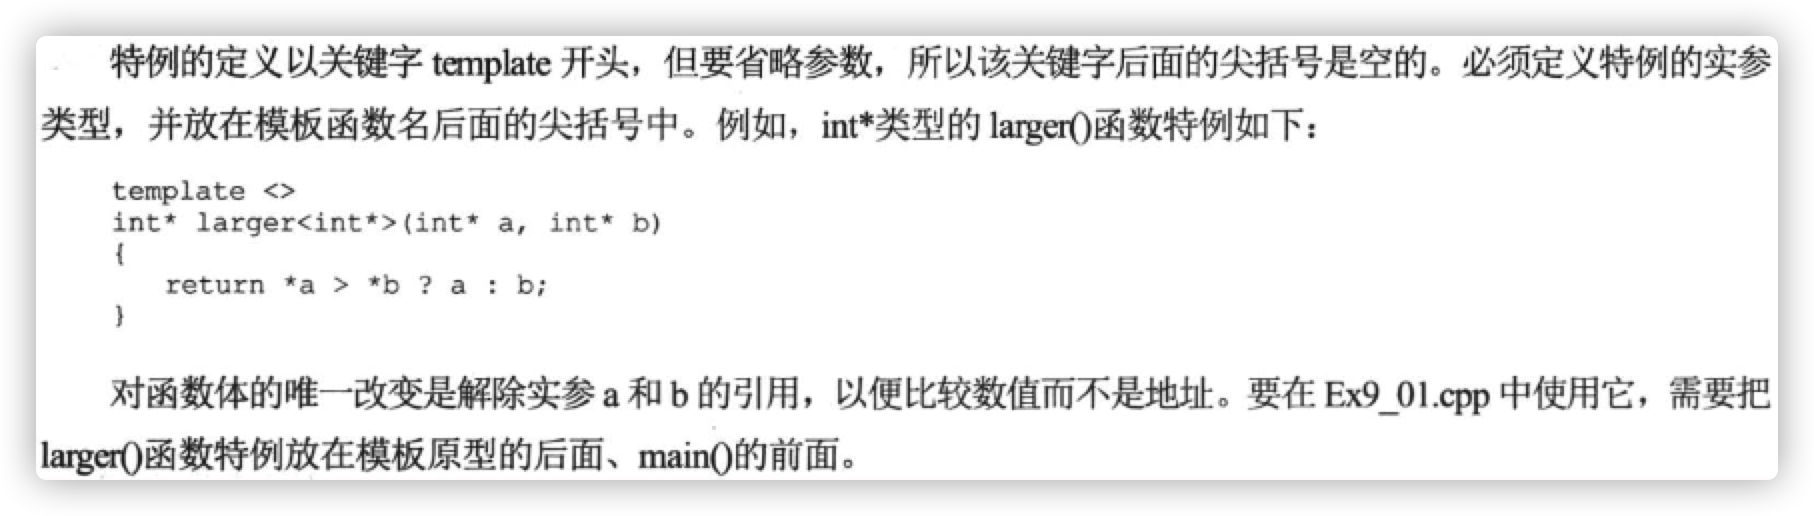 特例的定义以关键字 template 开头，但要省略参数，所以该关键字后面的尖括号是空的。必须定义特例的实参
类型，并放在模板函数名后面的尖括号中。例如，int*类型的 larger()函数特例如下：
template <>
int* larger<int*>(int* a, int* b)
{
   return *a > *b ? a : b;
}
对函数体的唯一改变是解除实参 a 和 b 的引用，以便比较数值而不是地址。要在 Ex9_01.cpp 中使用它，需要把
larger()函数特例放在模板原型的后面、main()的前面。